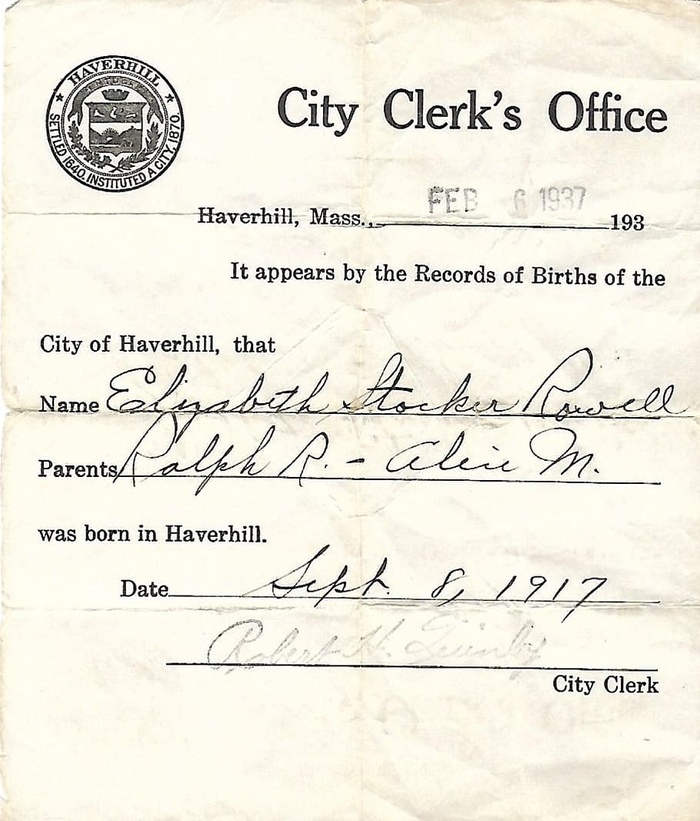 HAVERHILL
SETTLED 1640. INSTITUTED A CITY, 1870.
City Clerk's Office
FEB 6 1937
Haverhill, Mass., 193
It appears by the Records of Births of the
City of Haverhill, that
Name Elizabeth Stocker Rowell
Parents Ralph R. - Alice M.
was born in Haverhill.
Date Sept. 8, 1917
Robert H.
City Clerk